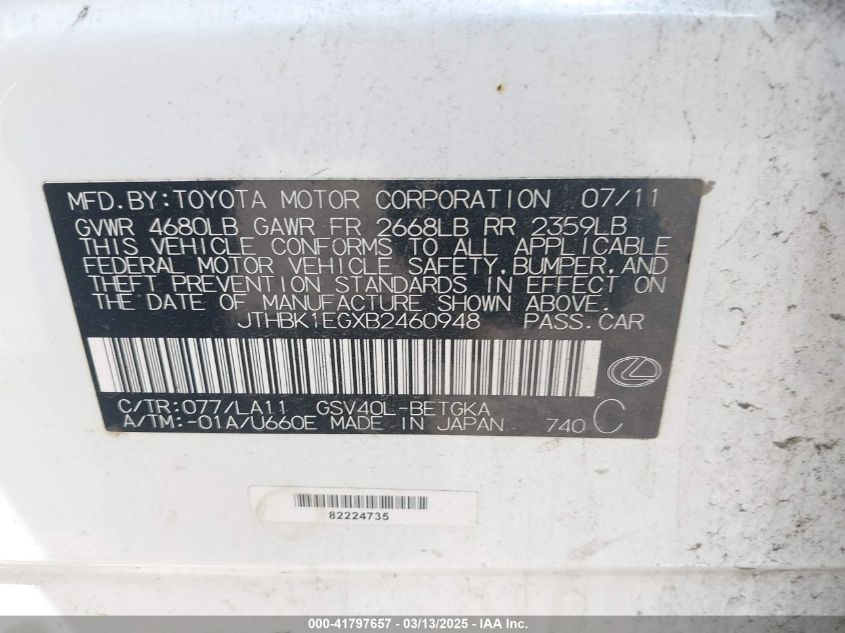 MFD.BY:TOYOTA MOTOR CORPORATION 07/11
GVWR 4680LB GAWR FR 2668LB RR 2359LB
THIS VEHICLE CONFORMS TO ALL APPLICABLE
FEDERAL MOTOR VEHICLE SAFETY,BUMPER,AND
THEFT PREVENTION STANDARDS IN EFFECT ON
THE DATE OF MANUFACTURE SHOWN ABOVE.
JTHBK1EGXB2460948 PASS.CAR
C/TR:077/LA11 GSV40L-BETGKA
A/TM:-01A/U660E MADE IN JAPAN 740 C
82224735
000-41797657 - 03/13/2025 - IAA Inc.